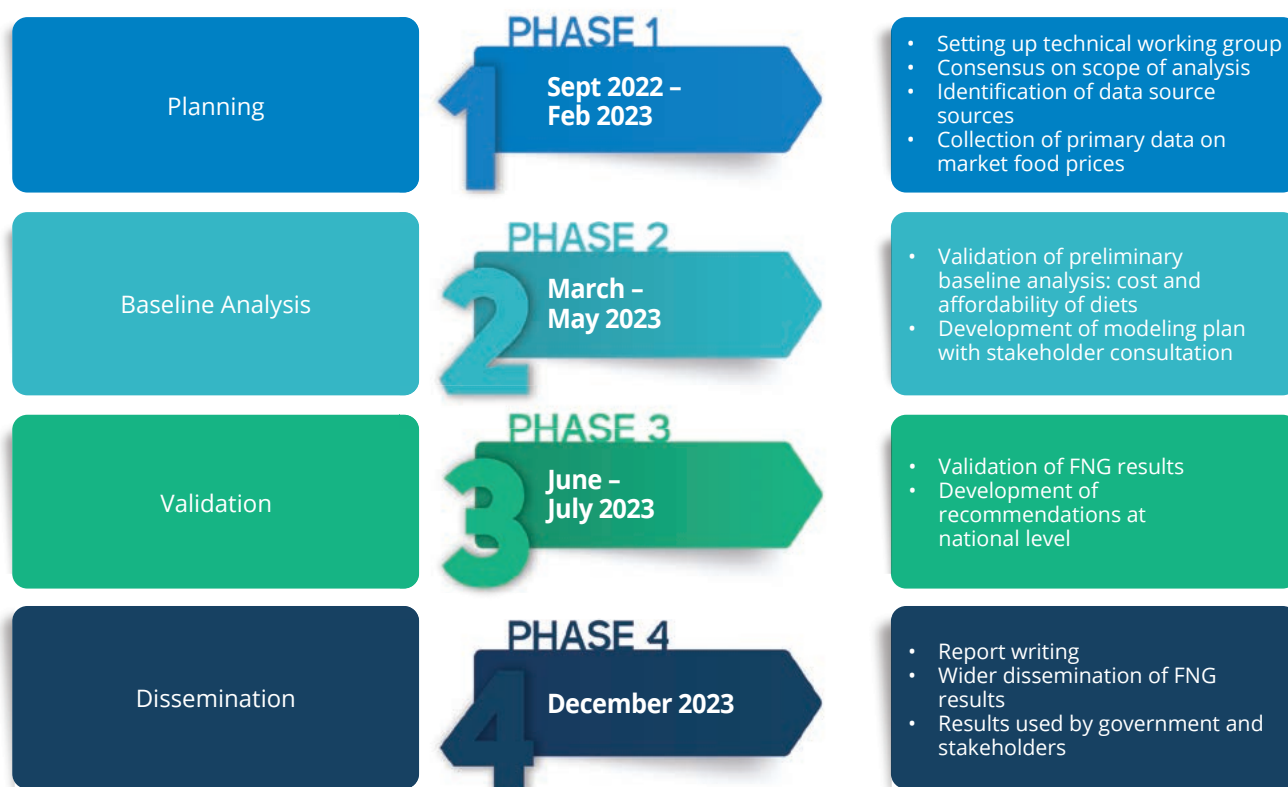 Planning
PHASE 1
1
Sept 2022 –
Feb 2023
• Setting up technical working group
• Consensus on scope of analysis
• Identification of data source
sources
• Collection of primary data on
market food prices
Baseline Analysis
PHASE 2
2
March –
May 2023
• Validation of preliminary
baseline analysis: cost and
affordability of diets
• Development of modeling plan
with stakeholder consultation
Validation
PHASE 3
3
June –
July 2023
• Validation of FNG results
• Development of
recommendations at
national level
Dissemination
PHASE 4
4
December 2023
• Report writing
• Wider dissemination of FNG
results
• Results used by government and
stakeholders